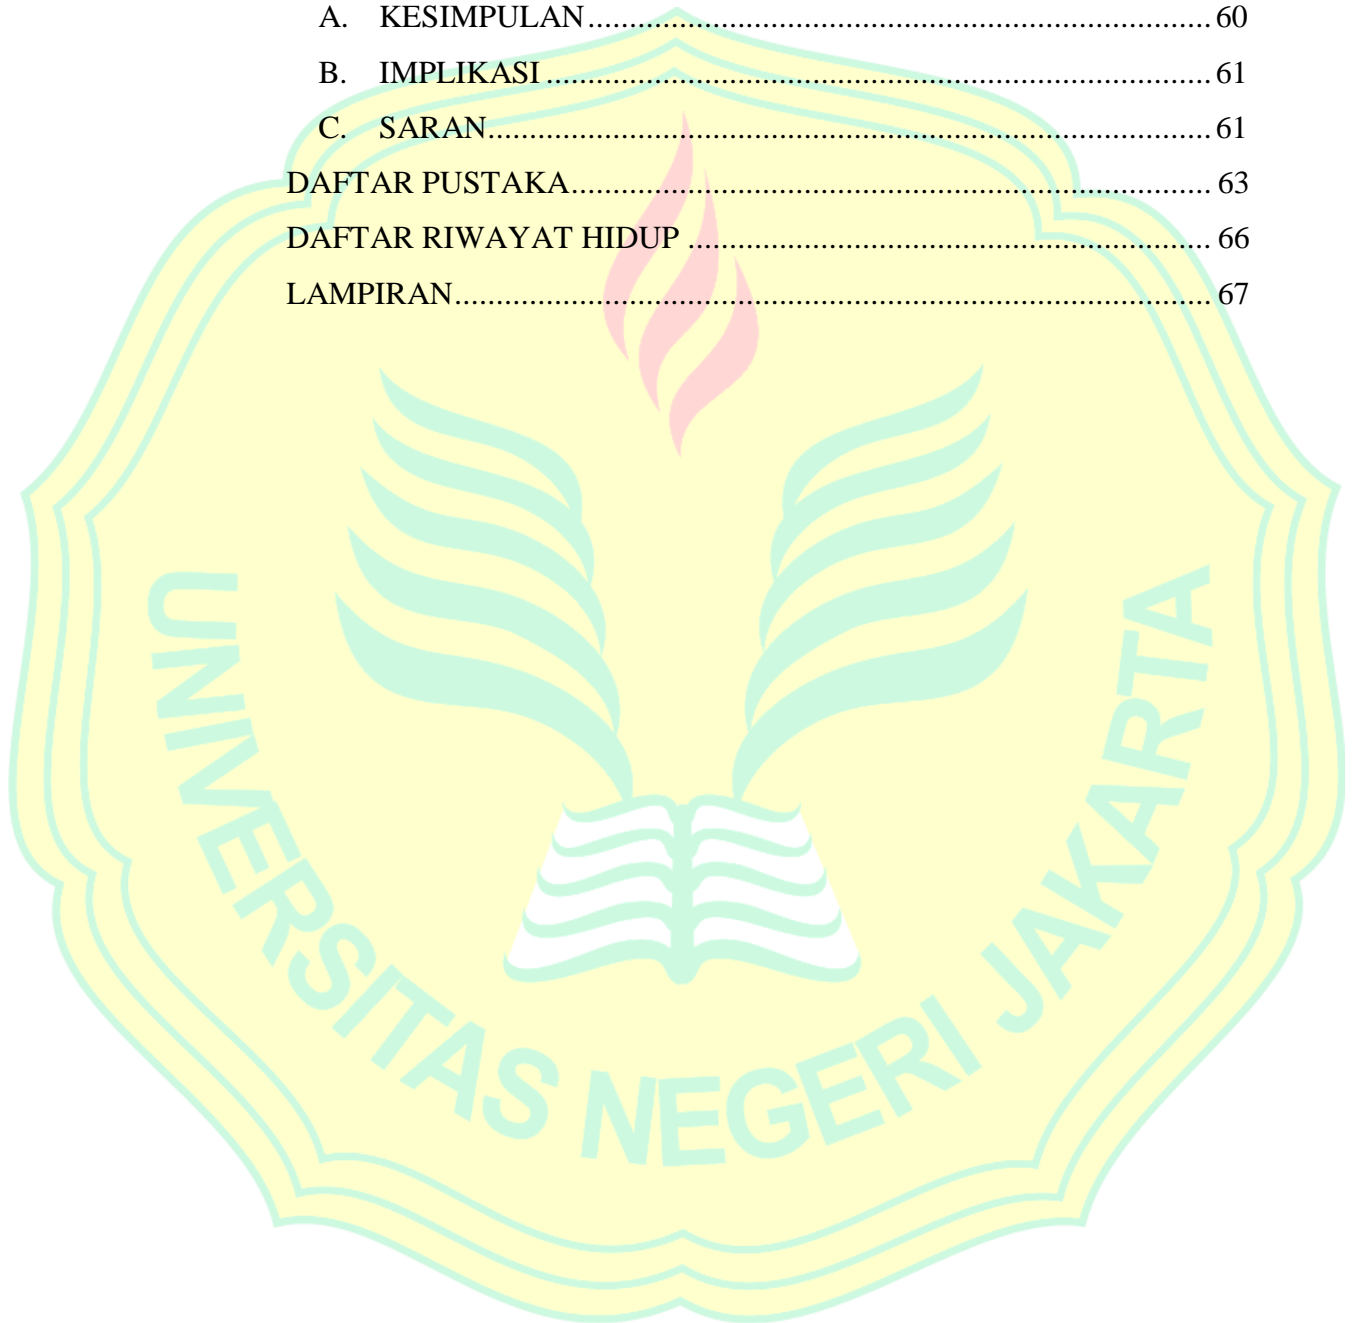 A. KESIMPULAN............................................................................ 60
B. IMPLIKASI................................................................................. 61
C. SARAN........................................................................................ 61
DAFTAR PUSTAKA.............................................................................. 63
DAFTAR RIWAYAT HIDUP................................................................ 66
LAMPIRAN............................................................................................ 67
UNIVERSITAS NEGERI JAKARTA